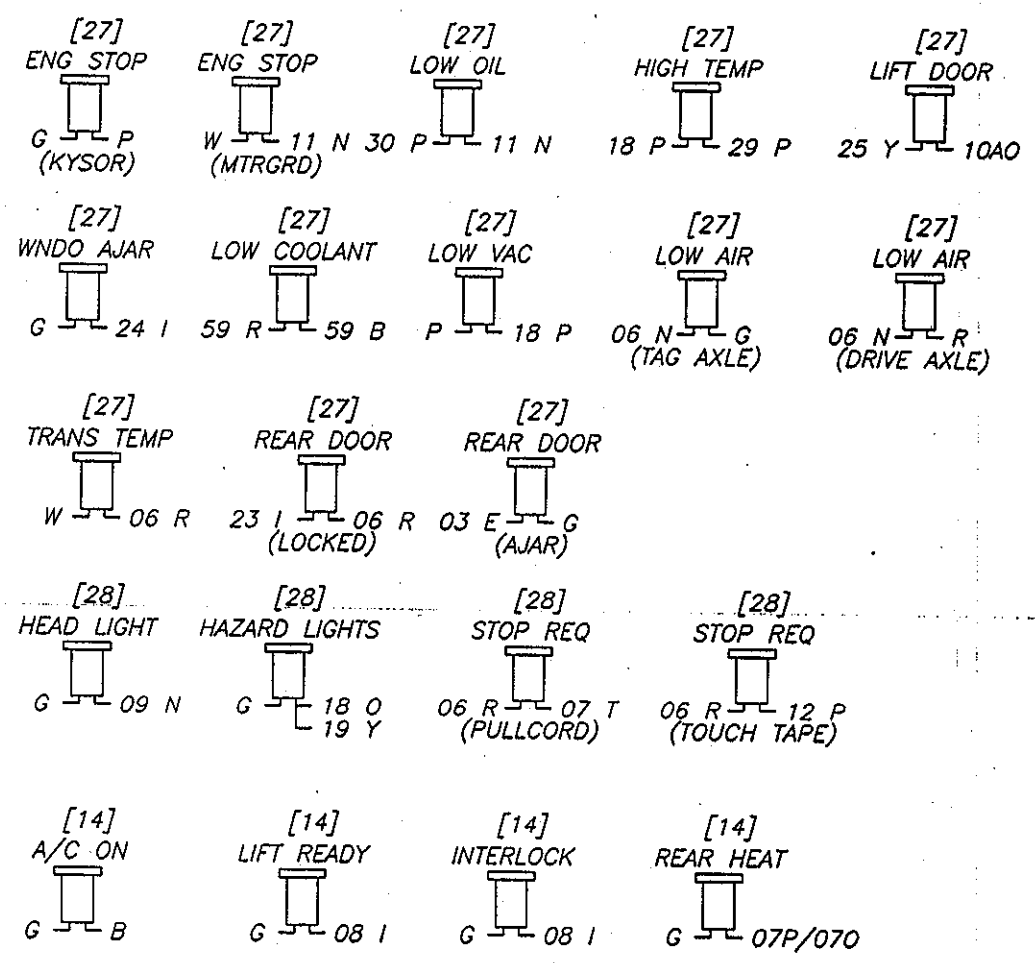 [27] [27] [27] [27] [27]
ENG STOP ENG STOP LOW OIL HIGH TEMP LIFT DOOR
G P W 11 N 30 P 11 N 18 P 29 P 25 Y 10AO
(KYSOR) (MTRGRD)
[27] [27] [27] [27] [27]
WNDO AJAR LOW COOLANT LOW VAC LOW AIR LOW AIR
G 24 I 59 R 59 B P 18 P 06 N G 06 N R
(TAG AXLE) (DRIVE AXLE)
[27] [27] [27]
TRANS TEMP REAR DOOR REAR DOOR
W 06 R 23 I 06 R 03 E G
(LOCKED) (AJAR)
[28] [28] [28] [28]
HEAD LIGHT HAZARD LIGHTS STOP REQ STOP REQ
G 09 N G 18 O 06 R 07 T 06 R 12 P
19 Y (PULLCORD) (TOUCH TAPE)
[14] [14] [14] [14]
A/C ON LIFT READY INTERLOCK REAR HEAT
G B G 08 I G 08 I G 07P/07O